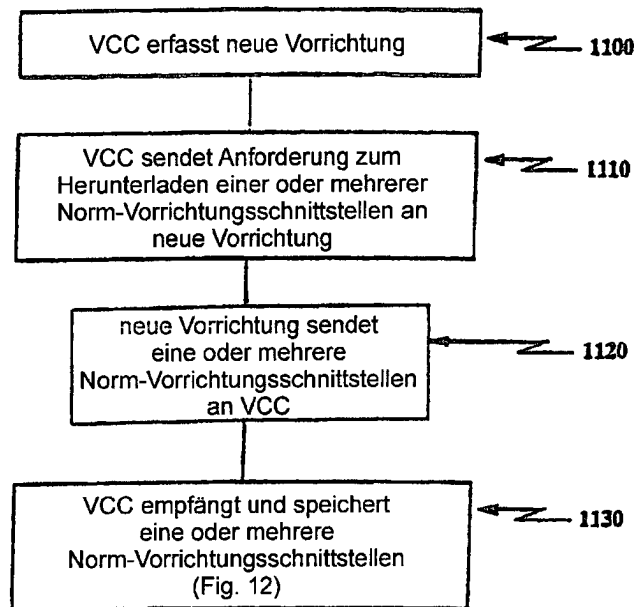 VCC erfasst neue Vorrichtung
1100
VCC sendet Anforderung zum
Herunterladen einer oder mehrerer
Norm-Vorrichtungsschnittstellen an
neue Vorrichtung
1110
neue Vorrichtung sendet
eine oder mehrere
Norm-Vorrichtungsschnittstellen
an VCC
1120
VCC empfängt und speichert
eine oder mehrere
Norm-Vorrichtungsschnittstellen
(Fig. 12)
1130